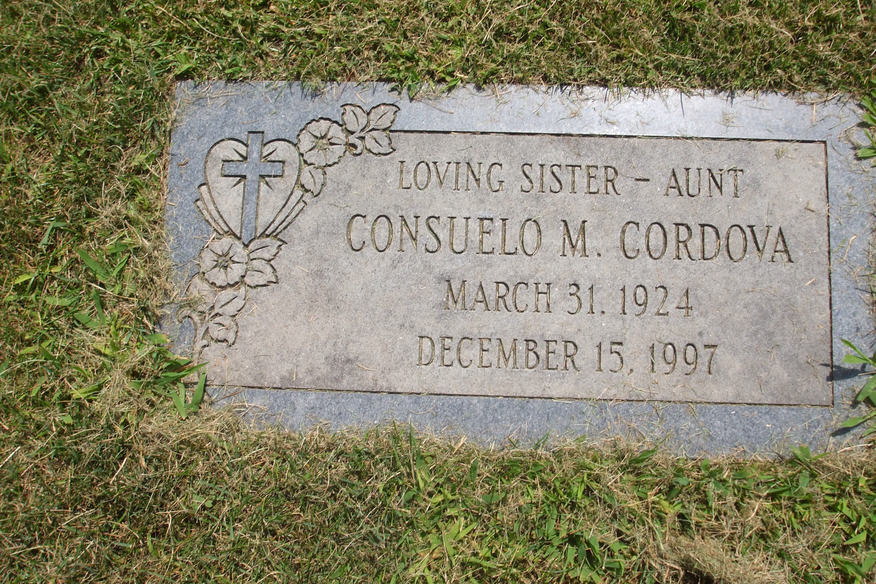 LOVING SISTER - AUNT
CONSUELO M. CORDOVA
MARCH 31, 1924
DECEMBER 15, 1997